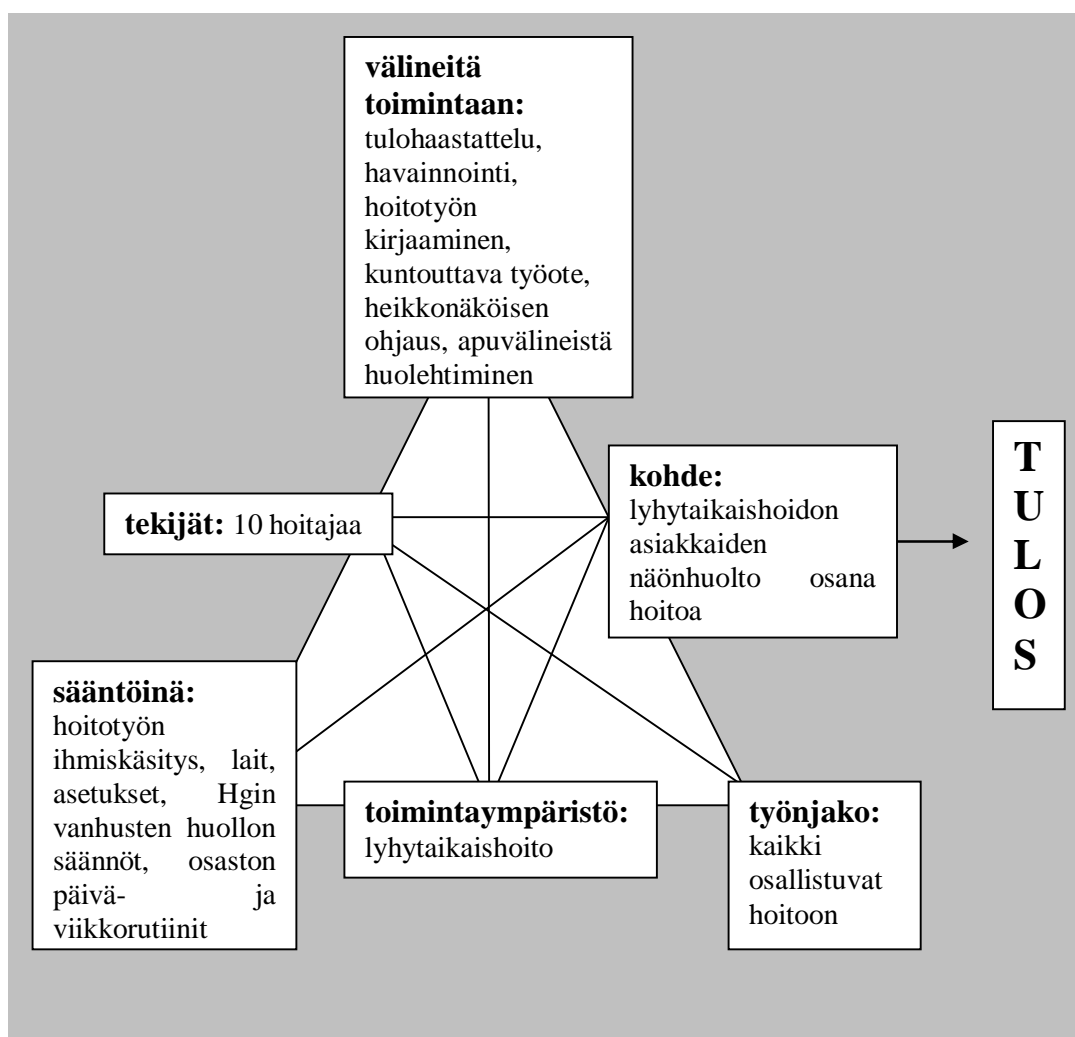 välineitä
toimintaan:
tulohaastattelu,
havainnointi,
hoitotyön
kirjaaminen,
kuntouttava työote,
heikkonäköisen
ohjaus, apuvälineistä
huolehtiminen
tekijät: 10 hoitajaa
kohde:
lyhytaikaishoidon
asiakkaiden
näönhuolto osana
hoitoa
T
U
L
O
S
sääntöinä:
hoitotyön
ihmiskäsitys, lait,
asetukset, Hgin
vanhusten huollon
säännöt, osaston
päivä- ja
viikkorutiinit
toimintaympäristö:
lyhytaikaishoito
työnjako:
kaikki
osallistuvat
hoitoon